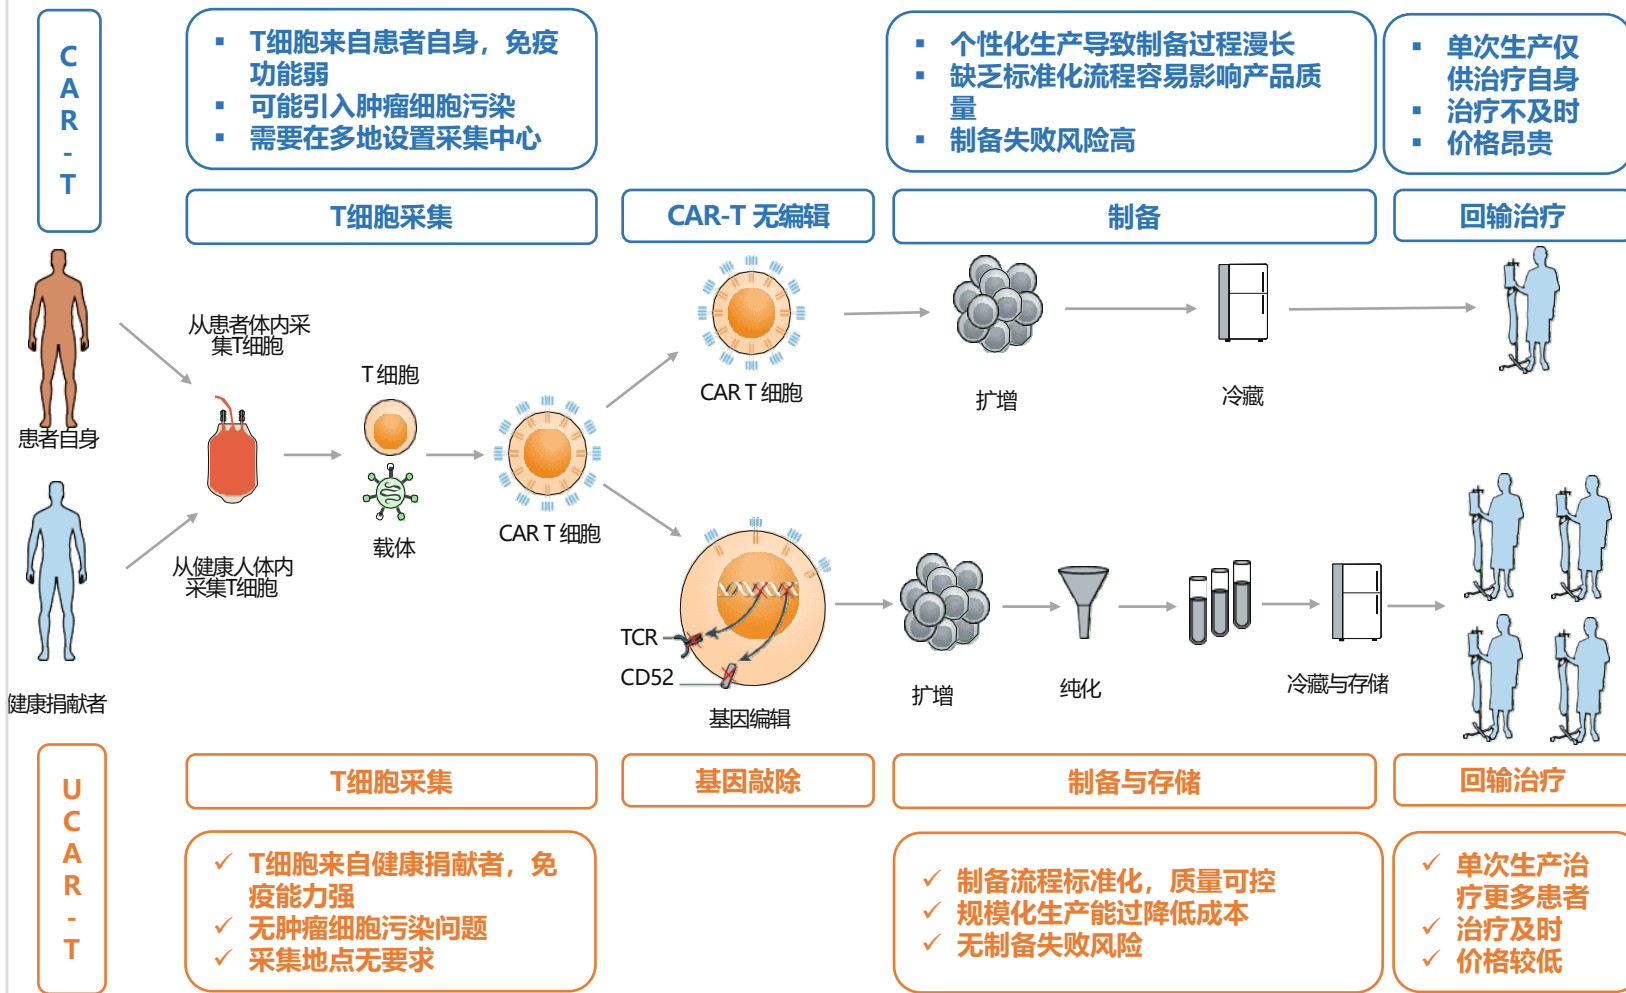 CAR-T
T细胞来自患者自身，免疫
功能弱
可能引入肿瘤细胞污染
需要在多地设置采集中心
个性化生产导致制备过程漫长
缺乏标准化流程容易影响产品质
量
制备失败风险高
单次生产仅
供治疗自身
治疗不及时
价格昂贵
T细胞采集
CAR-T 无编辑
制备
回输治疗
患者自身
从患者体内采
集T细胞
T 细胞
载体
CAR T 细胞
CAR T 细胞
扩增
冷藏
健康捐献者
从健康人体内
采集T细胞
TCR
CD52
基因编辑
扩增
纯化
冷藏与存储
UCAR-T
T细胞采集
基因敲除
制备与存储
回输治疗
T细胞来自健康捐献者，免
疫能力强
无肿瘤细胞污染问题
采集地点无要求
制备流程标准化，质量可控
规模化生产能过降低成本
无制备失败风险
单次生产治
疗更多患者
治疗及时
价格较低